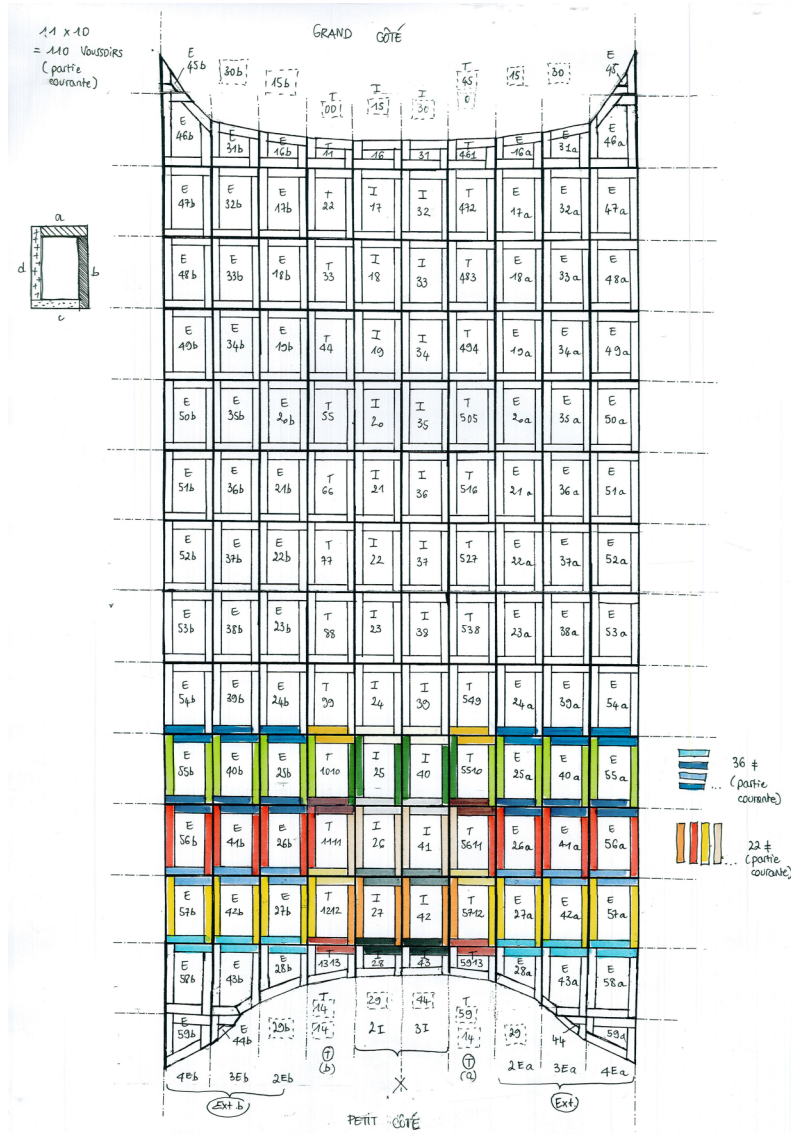 11 x 10
= 110 Voussoirs
(partie
courante)
GRAND CÔTÉ
E
45b
30b
15b
T
00
I
15
I
30
T
45
0
15
30
E
45
E
46b
E
31b
E
16b
T
11
16
31
T
461
E
16a
E
31a
E
46a
E
47b
E
32b
E
17b
T
22
I
17
I
32
T
472
E
17a
E
32a
E
47a
a
d
b
c
E
48b
E
33b
E
18b
T
33
I
18
I
33
T
483
E
18a
E
33a
E
48a
E
49b
E
34b
E
19b
T
44
I
19
I
34
T
494
E
19a
E
34a
E
49a
E
50b
E
35b
E
20b
T
55
I
20
I
35
T
505
E
20a
E
35a
E
50a
E
51b
E
36b
E
21b
T
66
I
21
I
36
T
516
E
21a
E
36a
E
51a
E
52b
E
37b
E
22b
T
77
I
22
I
37
T
527
E
22a
E
37a
E
52a
E
53b
E
38b
E
23b
T
88
I
23
I
38
T
538
E
23a
E
38a
E
53a
E
54b
E
39b
E
24b
T
99
I
24
I
39
T
549
E
24a
E
39a
E
54a
E
55b
E
40b
E
25b
T
1010
I
25
I
40
T
5510
E
25a
E
40a
E
55a
36 ≠
... (partie
courante)
E
56b
E
41b
E
26b
T
1111
I
26
I
41
T
5611
E
26a
E
41a
E
56a
22 ≠
... (partie
courante)
E
57b
E
42b
E
27b
T
1212
I
27
I
42
T
5712
E
27a
E
42a
E
57a
E
58b
E
43b
E
28b
T
1313
I
28
I
43
T
5913
E
28a
E
43a
E
58a
E
59b
E
44b
29b
T
14
14
29
44
T
59
14
29
44
59a
2I
3I
T
(b)
T
(a)
4Eb
3Eb
2Eb
2Ea
3Ea
4Ea
Ext.b
X
Ext)
PETIT CÔTÉ